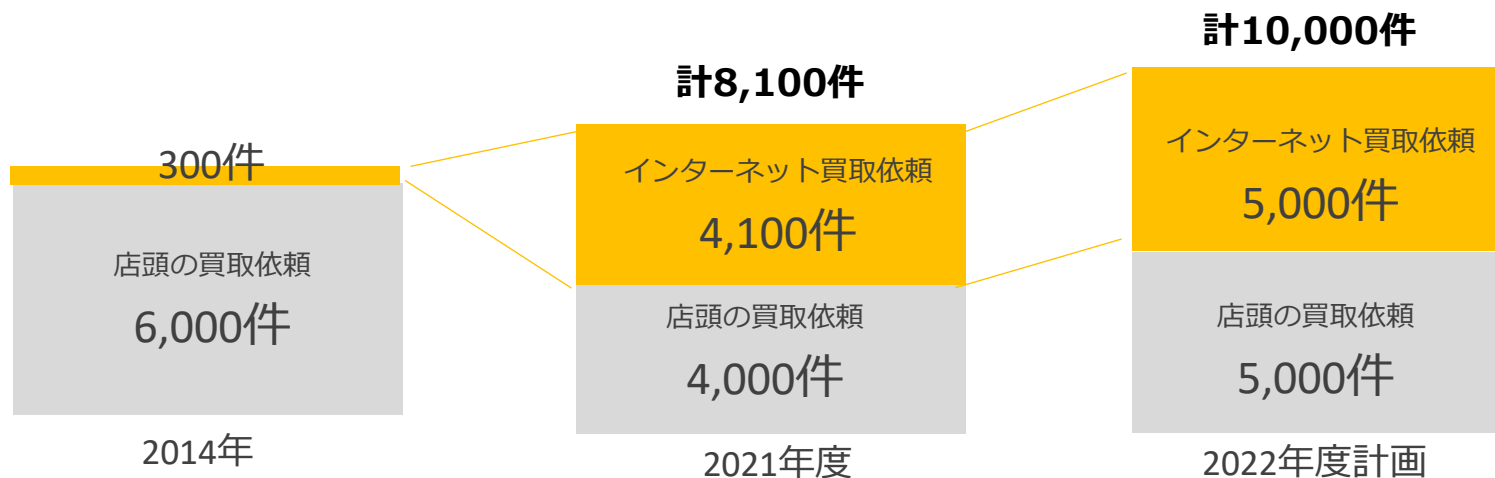 300件
店頭の買取依頼
6,000件
2014年
計8,100件
インターネット買取依頼
4,100件
店頭の買取依頼
4,000件
2021年度
計10,000件
インターネット買取依頼
5,000件
店頭の買取依頼
5,000件
2022年度計画